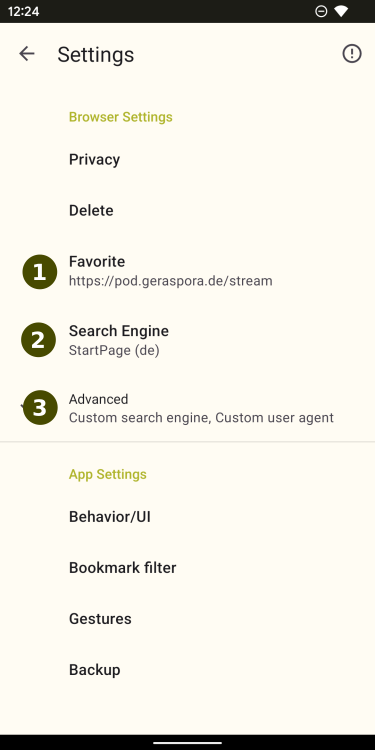 12:24
Settings
Browser Settings
Privacy
Delete
1
Favorite
https://pod.geraspora.de/stream
2
Search Engine
StartPage (de)
3
Advanced
Custom search engine, Custom user agent
App Settings
Behavior/UI
Bookmark filter
Gestures
Backup